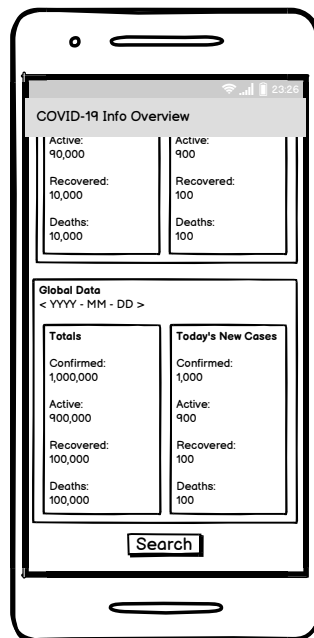 23:26
COVID-19 Info Overview
Active:
90,000
Recovered:
10,000
Deaths:
10,000
Active:
900
Recovered:
100
Deaths:
100
Global Data
< YYYY - MM - DD >
Totals
Confirmed:
1,000,000
Active:
900,000
Recovered:
100,000
Deaths:
100,000
Today's New Cases
Confirmed:
1,000
Active:
900
Recovered:
100
Deaths:
100
Search